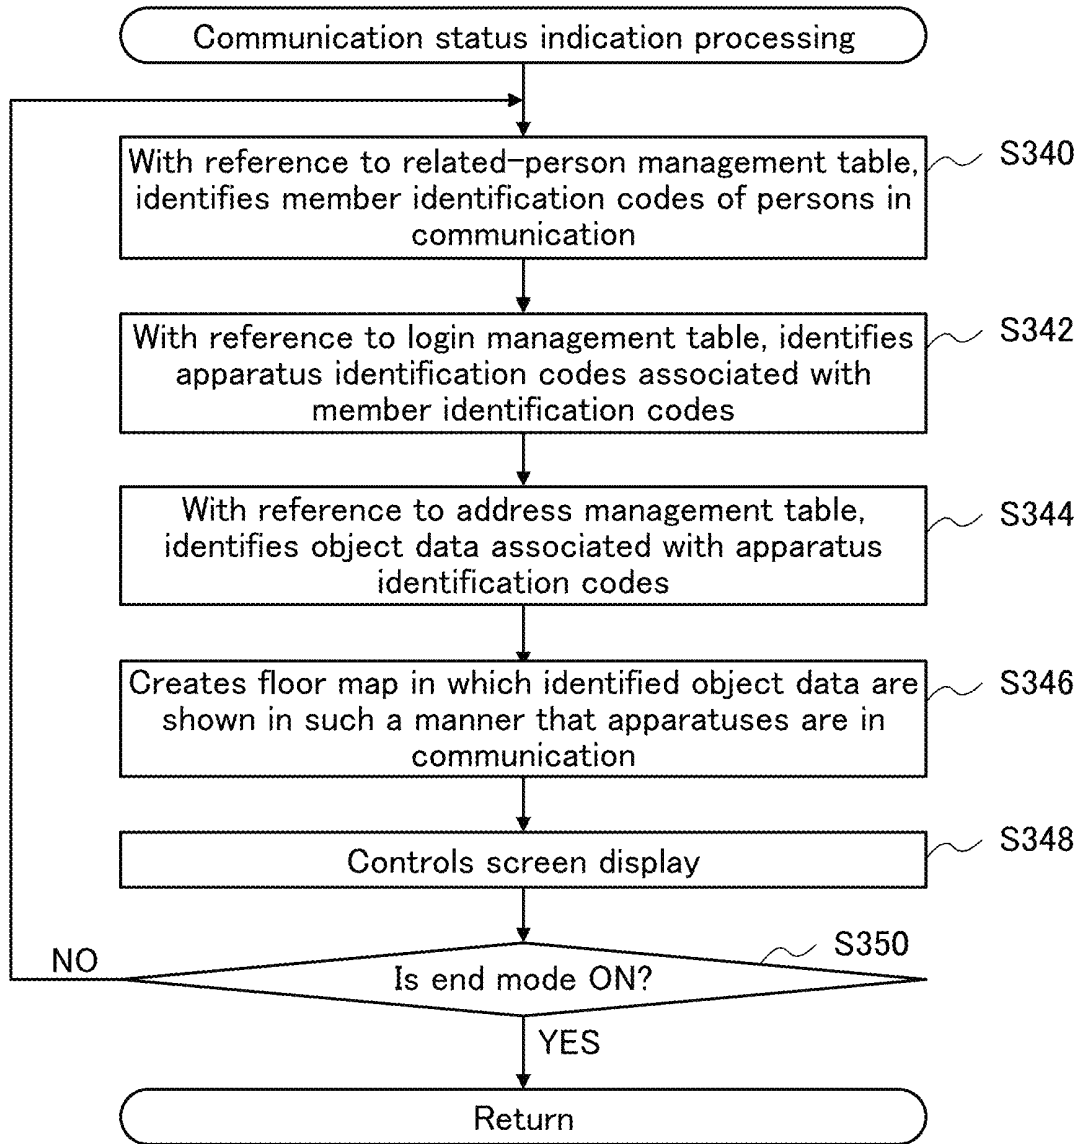 Communication status indication processing
With reference to related-person management table,
identifies member identification codes of persons in
communication
S340
With reference to login management table, identifies
apparatus identification codes associated with
member identification codes
S342
With reference to address management table,
identifies object data associated with apparatus
identification codes
S344
Creates floor map in which identified object data are
shown in such a manner that apparatuses are in
communication
S346
Controls screen display
S348
Is end mode ON?
S350
NO
YES
Return